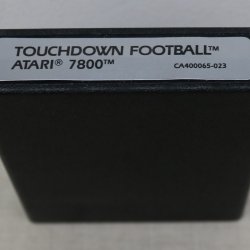 TOUCHDOWN FOOTBALL™
ATARI® 7800™ CA400065-023